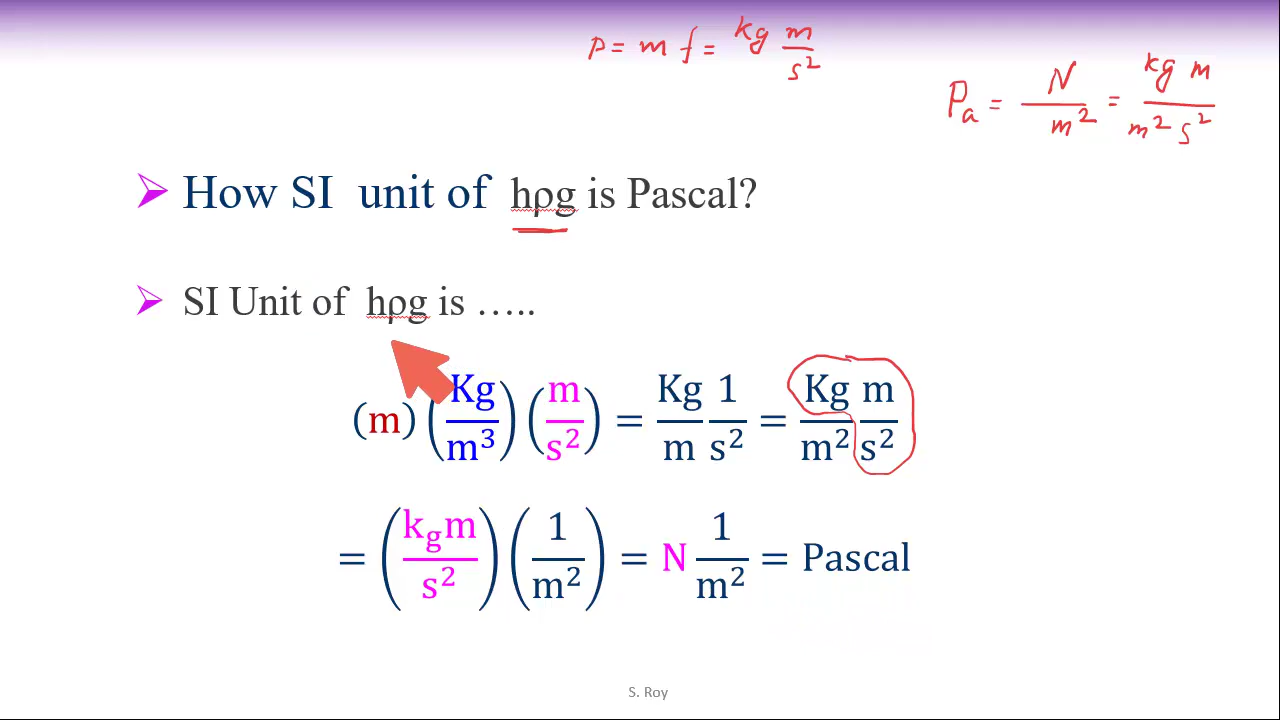 P = m f = kg m/s²
Pa = N/m² = kg m/m² s²
➤ How SI unit of hρg is Pascal?
➤ SI Unit of hρg is …..
(m) (Kg/m³) (m/s²) = Kg/m 1/s² = Kg/m² m/s²
= (kgm/s²) (1/m²) = N 1/m² = Pascal
S. Roy